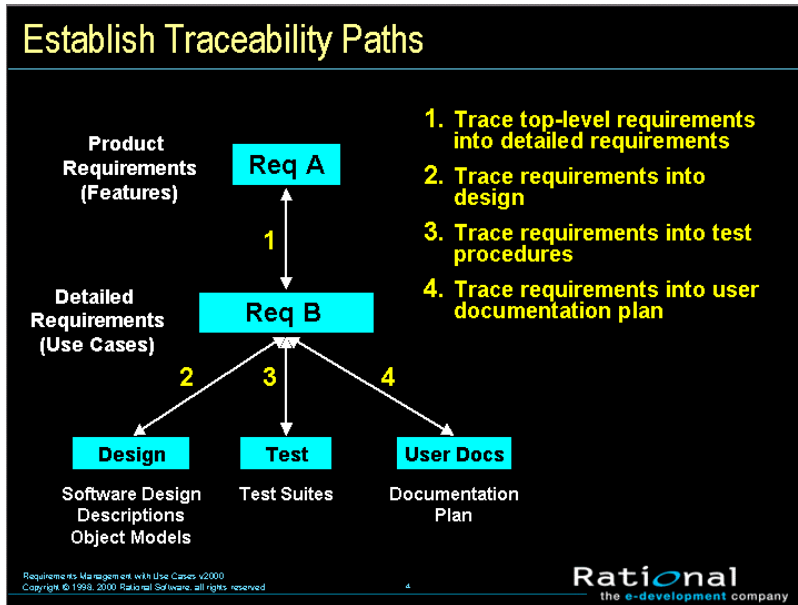 Establish Traceability Paths
Product
Requirements
(Features)
Req A
1
Detailed
Requirements
(Use Cases)
Req B
2
3
4
Design
Test
User Docs
Software Design
Descriptions
Object Models
Test Suites
Documentation
Plan
1. Trace top-level requirements
into detailed requirements
2. Trace requirements into
design
3. Trace requirements into test
procedures
4. Trace requirements into user
documentation plan
Requirements Management with Use Cases v2000
Copyright © 1998, 2000 Rational Software, all rights reserved
4
Rational
the e-development company